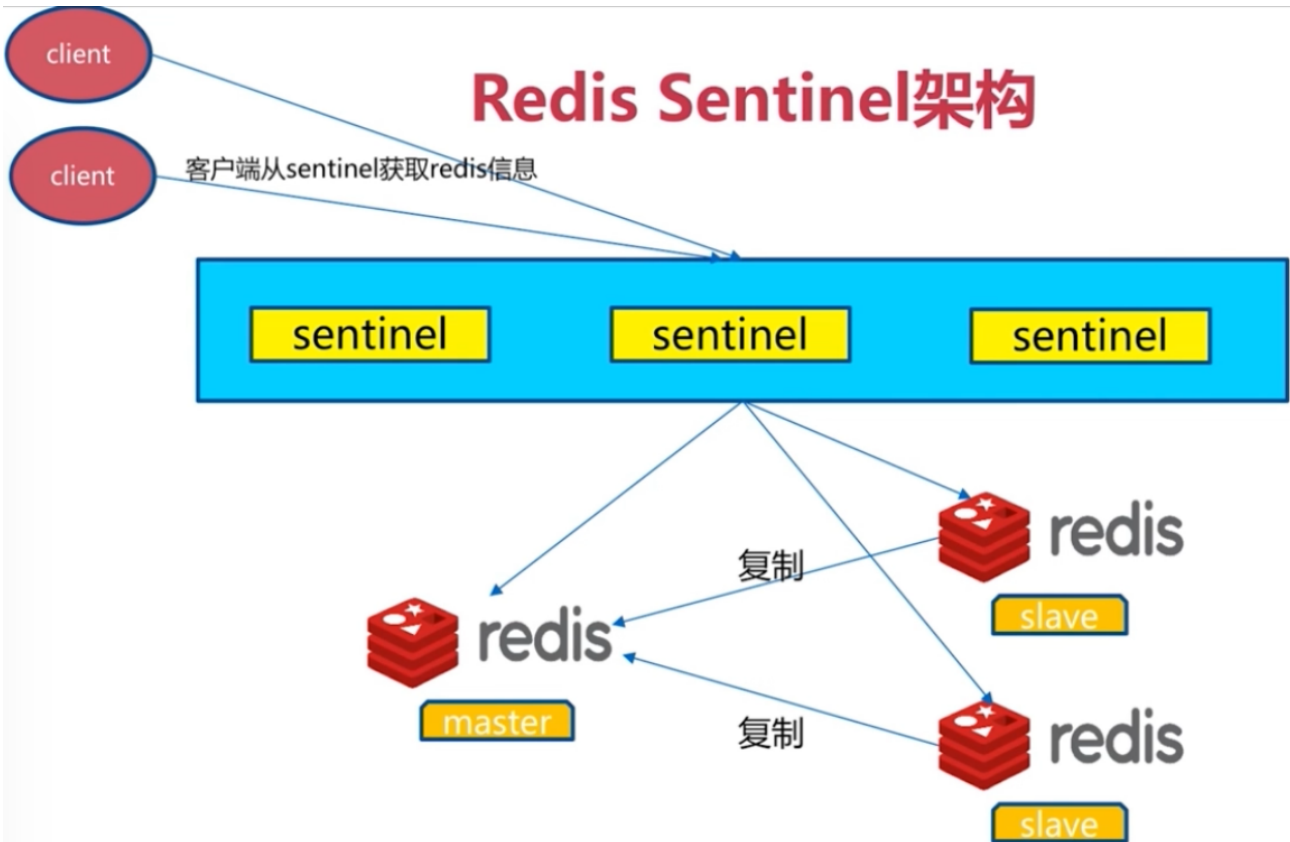 client
Redis Sentinel架构
client
客户端从sentinel获取redis信息
sentinel
sentinel
sentinel
redis
复制
slave
redis
master
redis
复制
slave